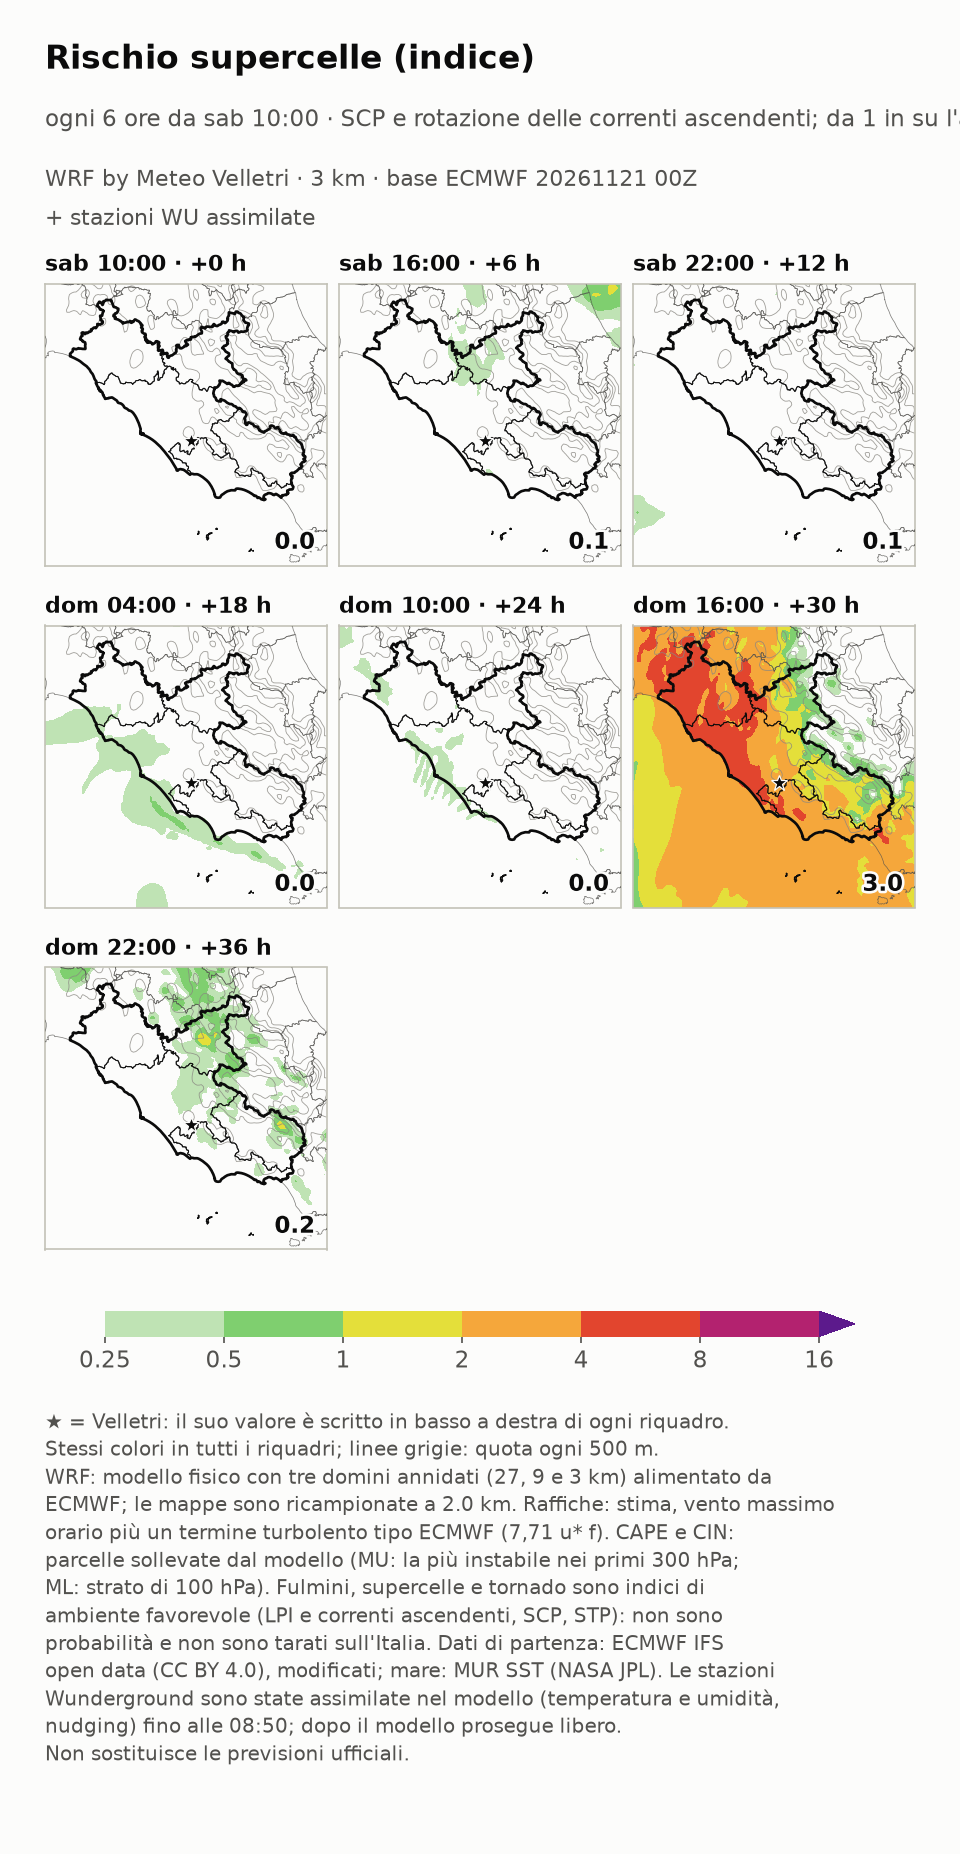 Rischio supercelle (indice)
ogni 6 ore da sab 10:00 · SCP e rotazione delle correnti ascendenti; da 1 in su
WRF by Meteo Velletri · 3 km · base ECMWF 20261121 00Z
+ stazioni WU assimilate
sab 10:00 · +0 h
sab 16:00 · +6 h
sab 22:00 · +12 h
0.0
0.1
0.1
dom 04:00 · +18 h
dom 10:00 · +24 h
dom 16:00 · +30 h
0.0
0.0
3.0
dom 22:00 · +36 h
0.2
0.25 0.5 1 2 4 8 16
★ = Velletri: il suo valore è scritto in basso a destra di ogni riquadro.
Stessi colori in tutti i riquadri; linee grigie: quota ogni 500 m.
WRF: modello fisico con tre domini annidati (27, 9 e 3 km) alimentato da
ECMWF; le mappe sono ricampionate a 2.0 km. Raffiche: stima, vento massimo
orario più un termine turbolento tipo ECMWF (7,71 u* f). CAPE e CIN:
parcelle sollevate dal modello (MU: la più instabile nei primi 300 hPa;
ML: strato di 100 hPa). Fulmini, supercelle e tornado sono indici di
ambiente favorevole (LPI e correnti ascendenti, SCP, STP): non sono
probabilità e non sono tarati sull'Italia. Dati di partenza: ECMWF IFS
open data (CC BY 4.0), modificati; mare: MUR SST (NASA JPL). Le stazioni
Wunderground sono state assimilate nel modello (temperatura e umidità,
nudging) fino alle 08:50; dopo il modello prosegue libero.
Non sostituisce le previsioni ufficiali.